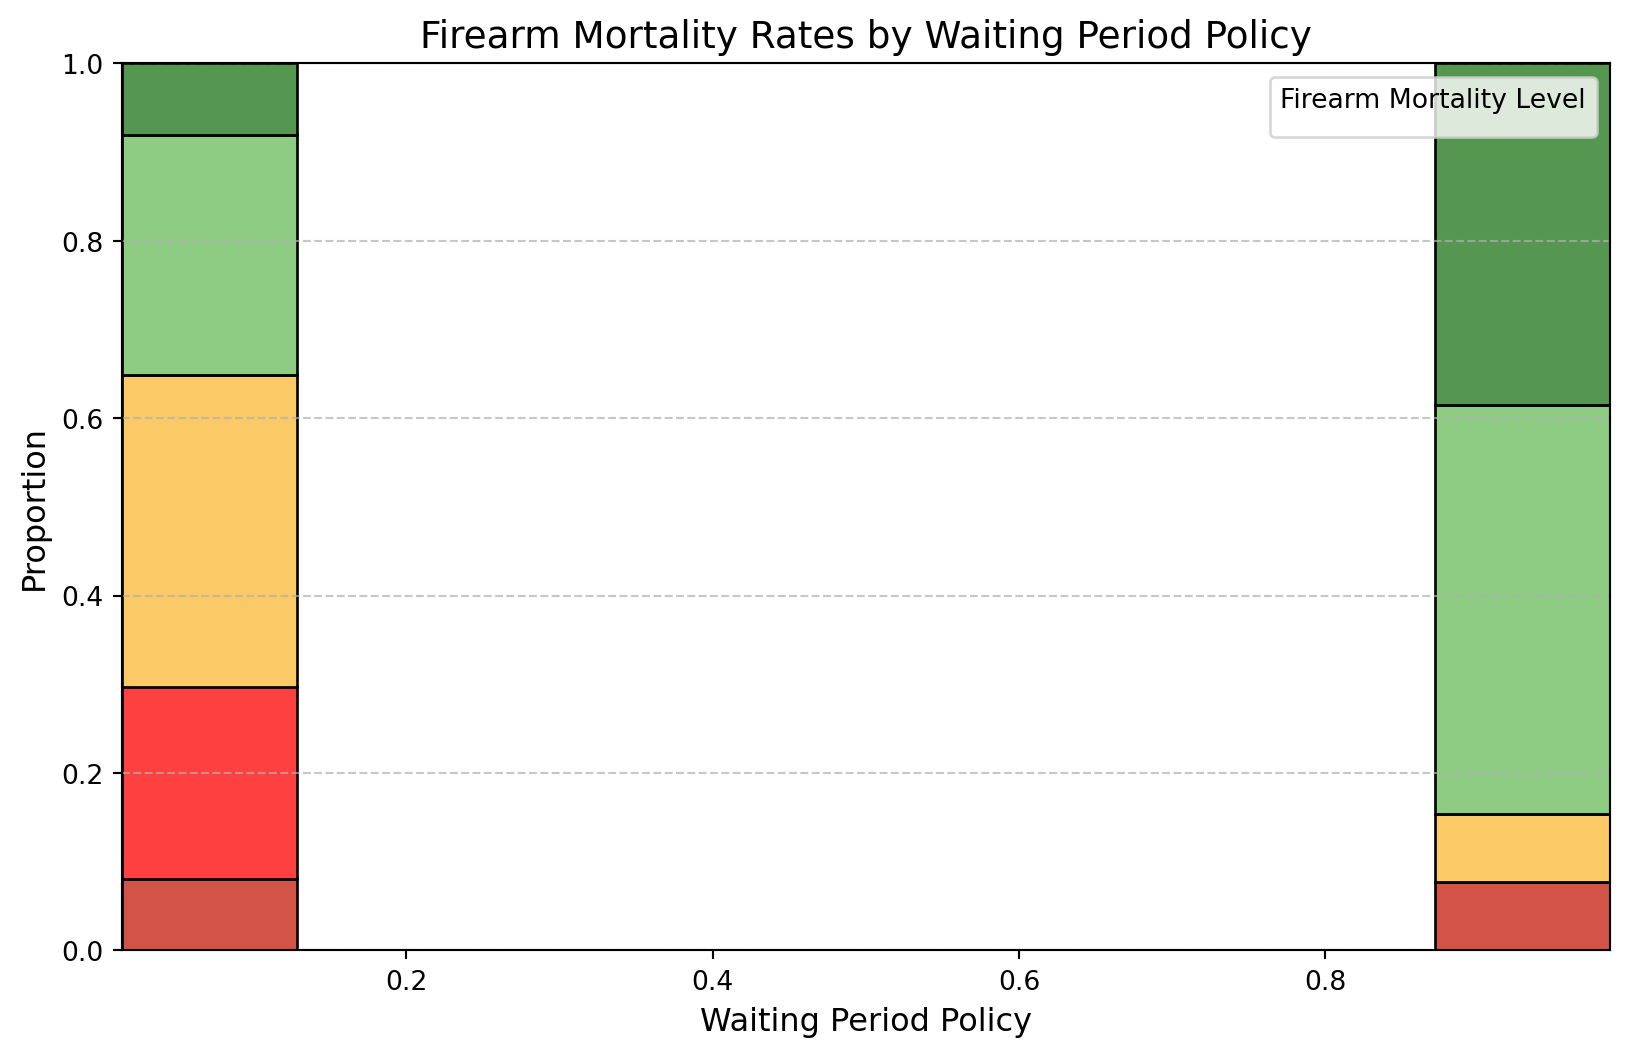 Firearm Mortality Rates by Waiting Period Policy
Firearm Mortality Level
Proportion
1.0
0.8
0.6
0.4
0.2
0.0
0.2
0.4
0.6
0.8
Waiting Period Policy